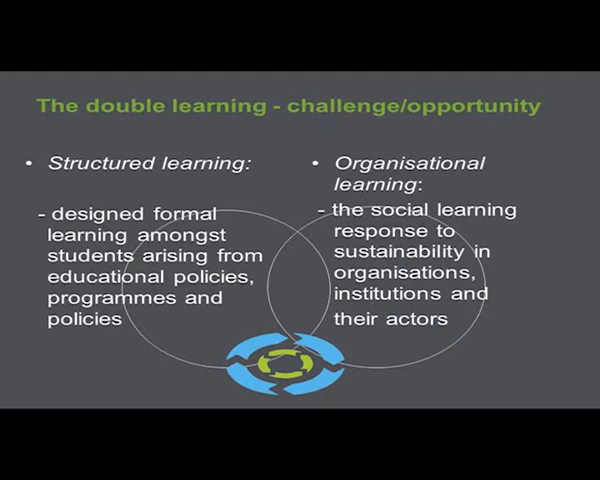 The double learning - challenge/opportunity
• Structured learning:
- designed formal
learning amongst
students arising from
educational policies,
programmes and
policies
• Organisational
learning:
- the social learning
response to
sustainability in
organisations,
institutions and
their actors